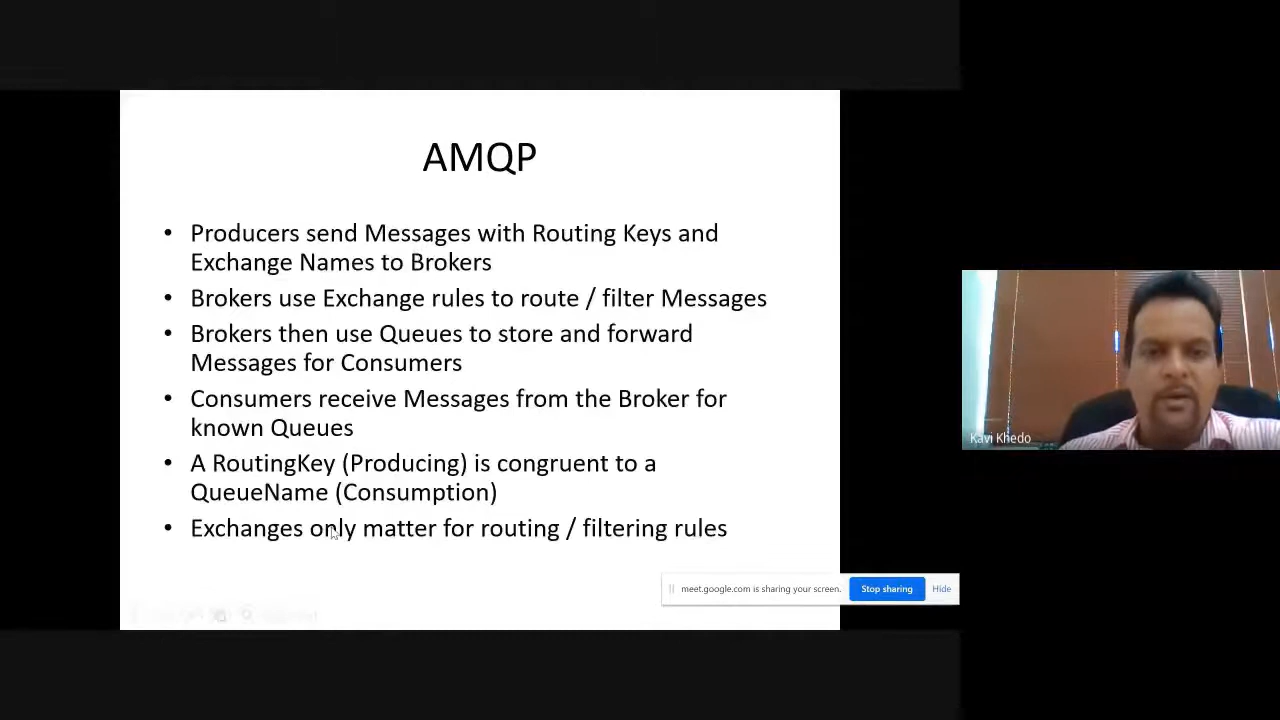 AMQP
• Producers send Messages with Routing Keys and
Exchange Names to Brokers
• Brokers use Exchange rules to route / filter Messages
• Brokers then use Queues to store and forward
Messages for Consumers
• Consumers receive Messages from the Broker for
known Queues
• A RoutingKey (Producing) is congruent to a
QueueName (Consumption)
• Exchanges only matter for routing / filtering rules
meet.google.com is sharing your screen. Stop sharing Hide
Kavi Khedo